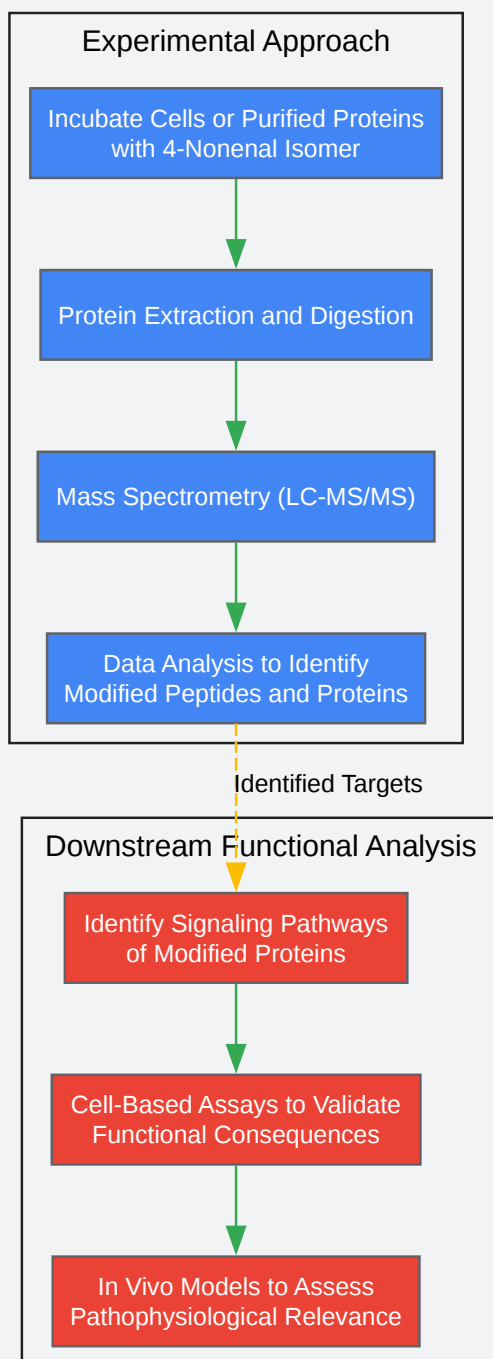 Experimental Approach
Incubate Cells or Purified Proteins
with 4-Nonenal Isomer
Protein Extraction and Digestion
Mass Spectrometry (LC-MS/MS)
Data Analysis to Identify
Modified Peptides and Proteins
Identified Targets
Downstream Functional Analysis
Identify Signaling Pathways
of Modified Proteins
Cell-Based Assays to Validate
Functional Consequences
In Vivo Models to Assess
Pathophysiological Relevance